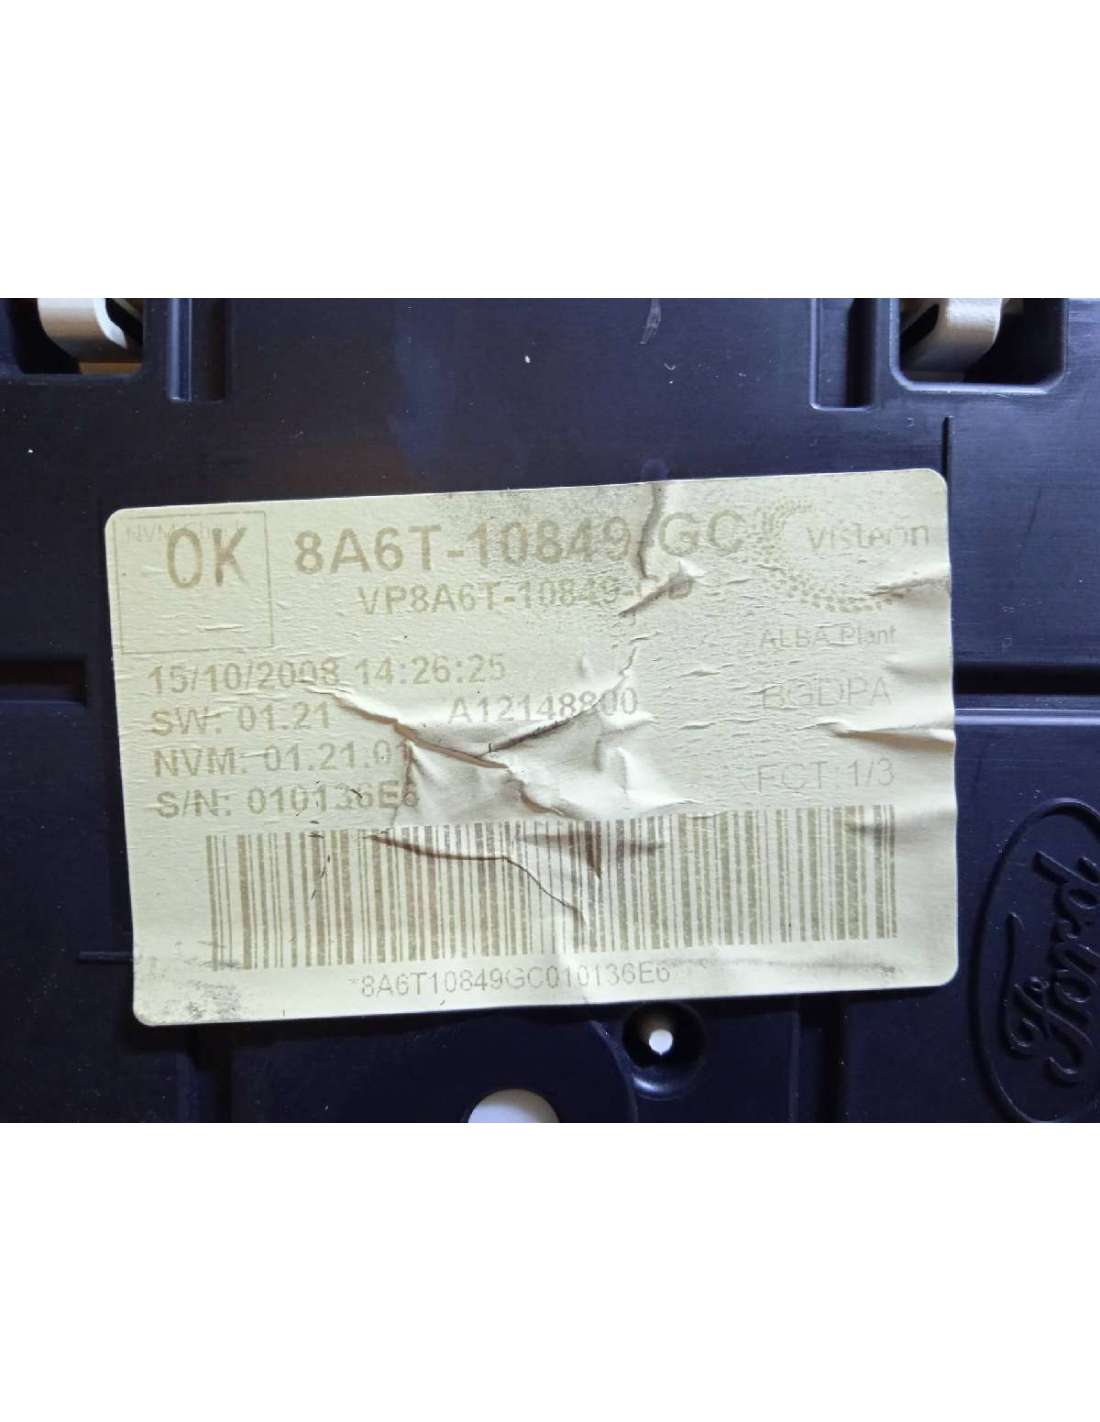 NVM
OK
8A6T-10849-GC
Visteon
ALBA Plant
15/10/2008 14:26:25
SW: 01.21
A12148800
BGDPA
NVM: 01.21.01
FCT 1/3
S/N: 010136E6
*8A6T10849GC010136E6*
Ford